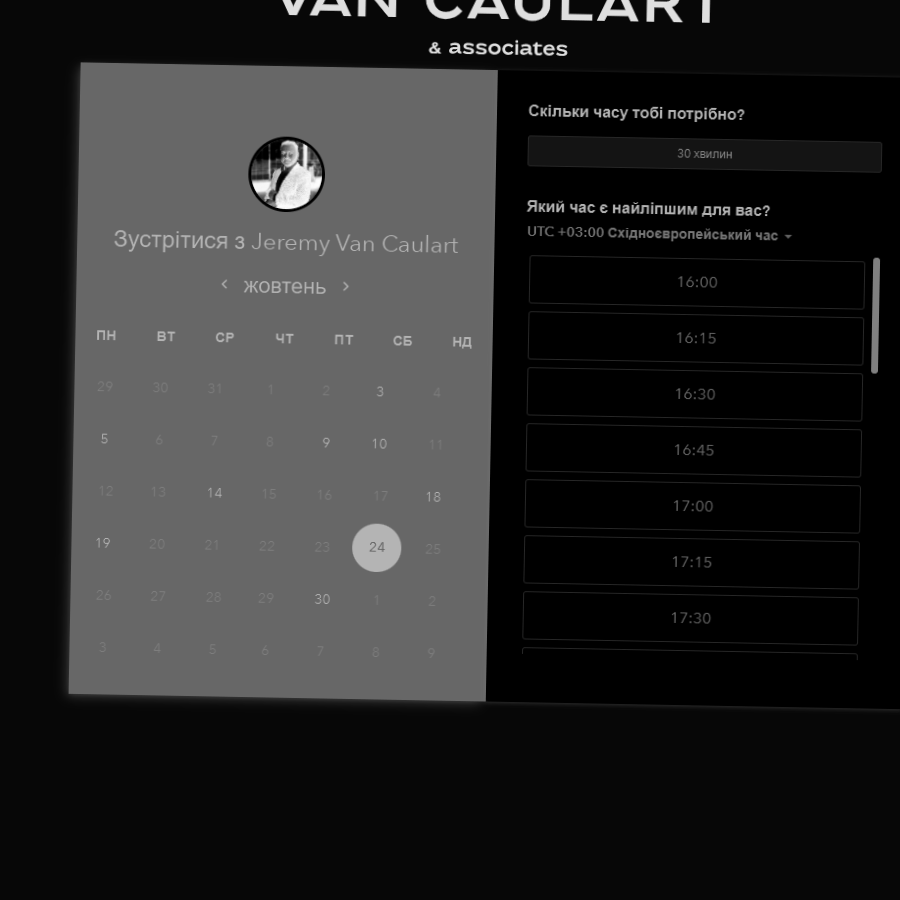 VAN CAULART
& associates
Зустрітися з Jeremy Van Caulart
жовтень
ПН ВТ СР ЧТ ПТ СБ НД
29 30 31 1 2 3 4
5 6 7 8 9 10 11
12 13 14 15 16 17 18
19 20 21 22 23 24 25
26 27 28 29 30 1 2
3 4 5 6 7 8 9
Скільки часу тобі потрібно?
30 хвилин
Який час є найліпшим для вас?
UTC +03:00 Східноєвропейський час
16:00
16:15
16:30
16:45
17:00
17:15
17:30